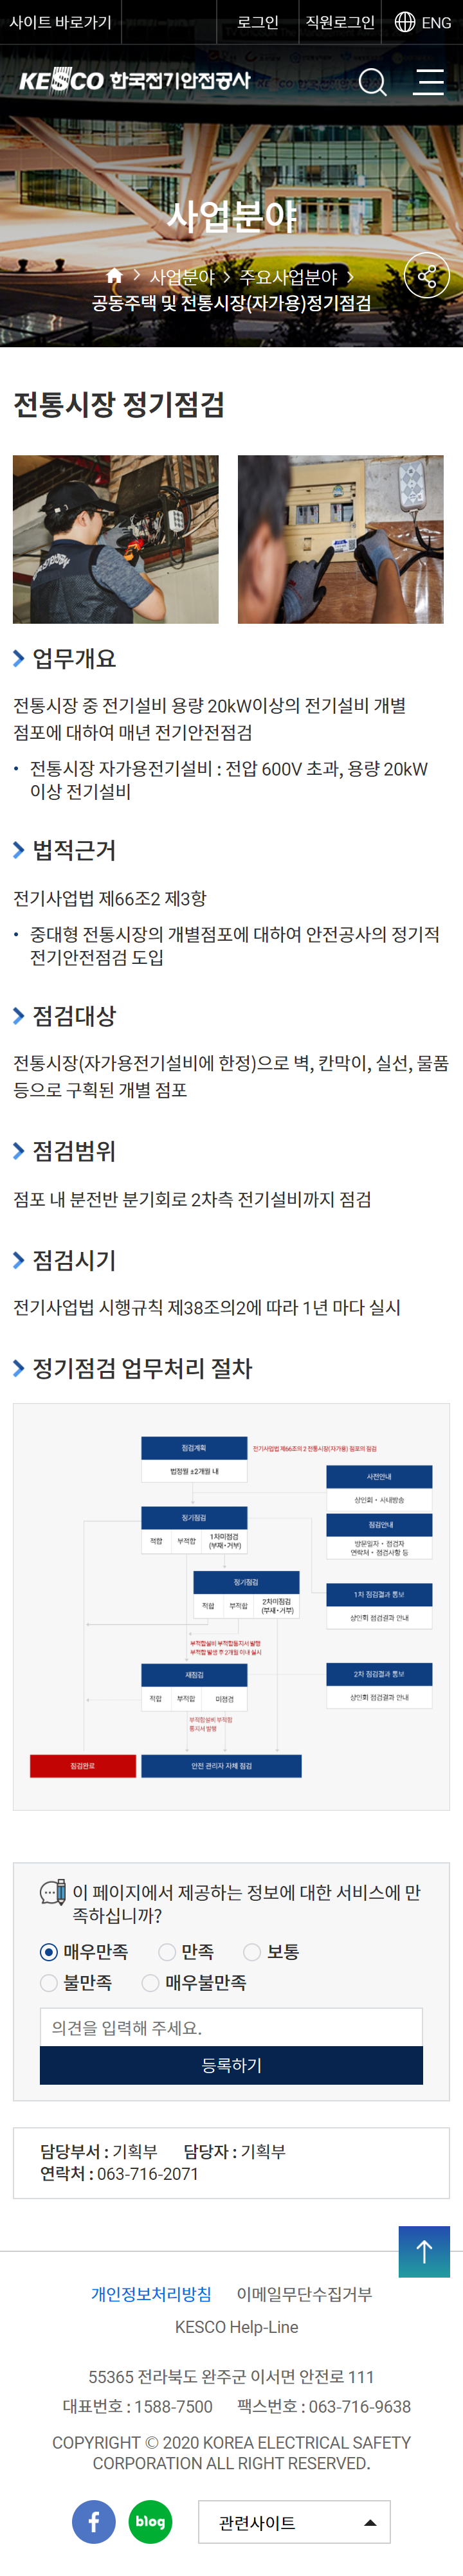 사이트 바로가기
로그인
직원로그인
ENG
KESCO 한국전기안전공사
사업분야
사업분야 > 주요사업분야 >
공동주택 및 전통시장(자가용)정기점검
전통시장 정기점검
업무개요
전통시장 중 전기설비 용량 20kW이상의 전기설비 개별
점포에 대하여 매년 전기안전점검
• 전통시장 자가용전기설비 : 전압 600V 초과, 용량 20kW
이상 전기설비
법적근거
전기사업법 제66조2 제3항
• 중대형 전통시장의 개별점포에 대하여 안전공사의 정기적
전기안전점검 도입
점검대상
전통시장(자가용전기설비에 한정)으로 벽, 칸막이, 실선, 물품
등으로 구획된 개별 점포
점검범위
점포 내 분전반 분기회로 2차측 전기설비까지 점검
점검시기
전기사업법 시행규칙 제38조의2에 따라 1년 마다 실시
정기점검 업무처리 절차
점검계획
전기사업법 제66조의 2 전통시장(자가용) 점포의 점검
법정월 ±2개월 내
사전안내
상인회 • 사내방송
정기점검
점검안내
적합
부적합
1차미점검
(부재•거부)
방문일자 • 점검자
연락처 • 점검사항 등
정기점검
1차 점검결과 통보
적합
부적합
2차미점검
(부재•거부)
상인회 점검결과 안내
부적합설비 부적합통지서 발행
부적합 발생 후 2개월 이내 실시
재점검
2차 점검결과 통보
적합
부적합
미점검
상인회 점검결과 안내
부적합설비 부적합
통지서 발행
점검완료
안전 관리자 자체 점검
이 페이지에서 제공하는 정보에 대한 서비스에 만
족하십니까?
매우만족
만족
보통
불만족
매우불만족
의견을 입력해 주세요.
등록하기
담당부서 : 기획부
담당자 : 기획부
연락처 : 063-716-2071
개인정보처리방침
이메일무단수집거부
KESCO Help-Line
55365 전라북도 완주군 이서면 안전로 111
대표번호 : 1588-7500
팩스번호 : 063-716-9638
COPYRIGHT © 2020 KOREA ELECTRICAL SAFETY
CORPORATION ALL RIGHT RESERVED.
f
blog
관련사이트